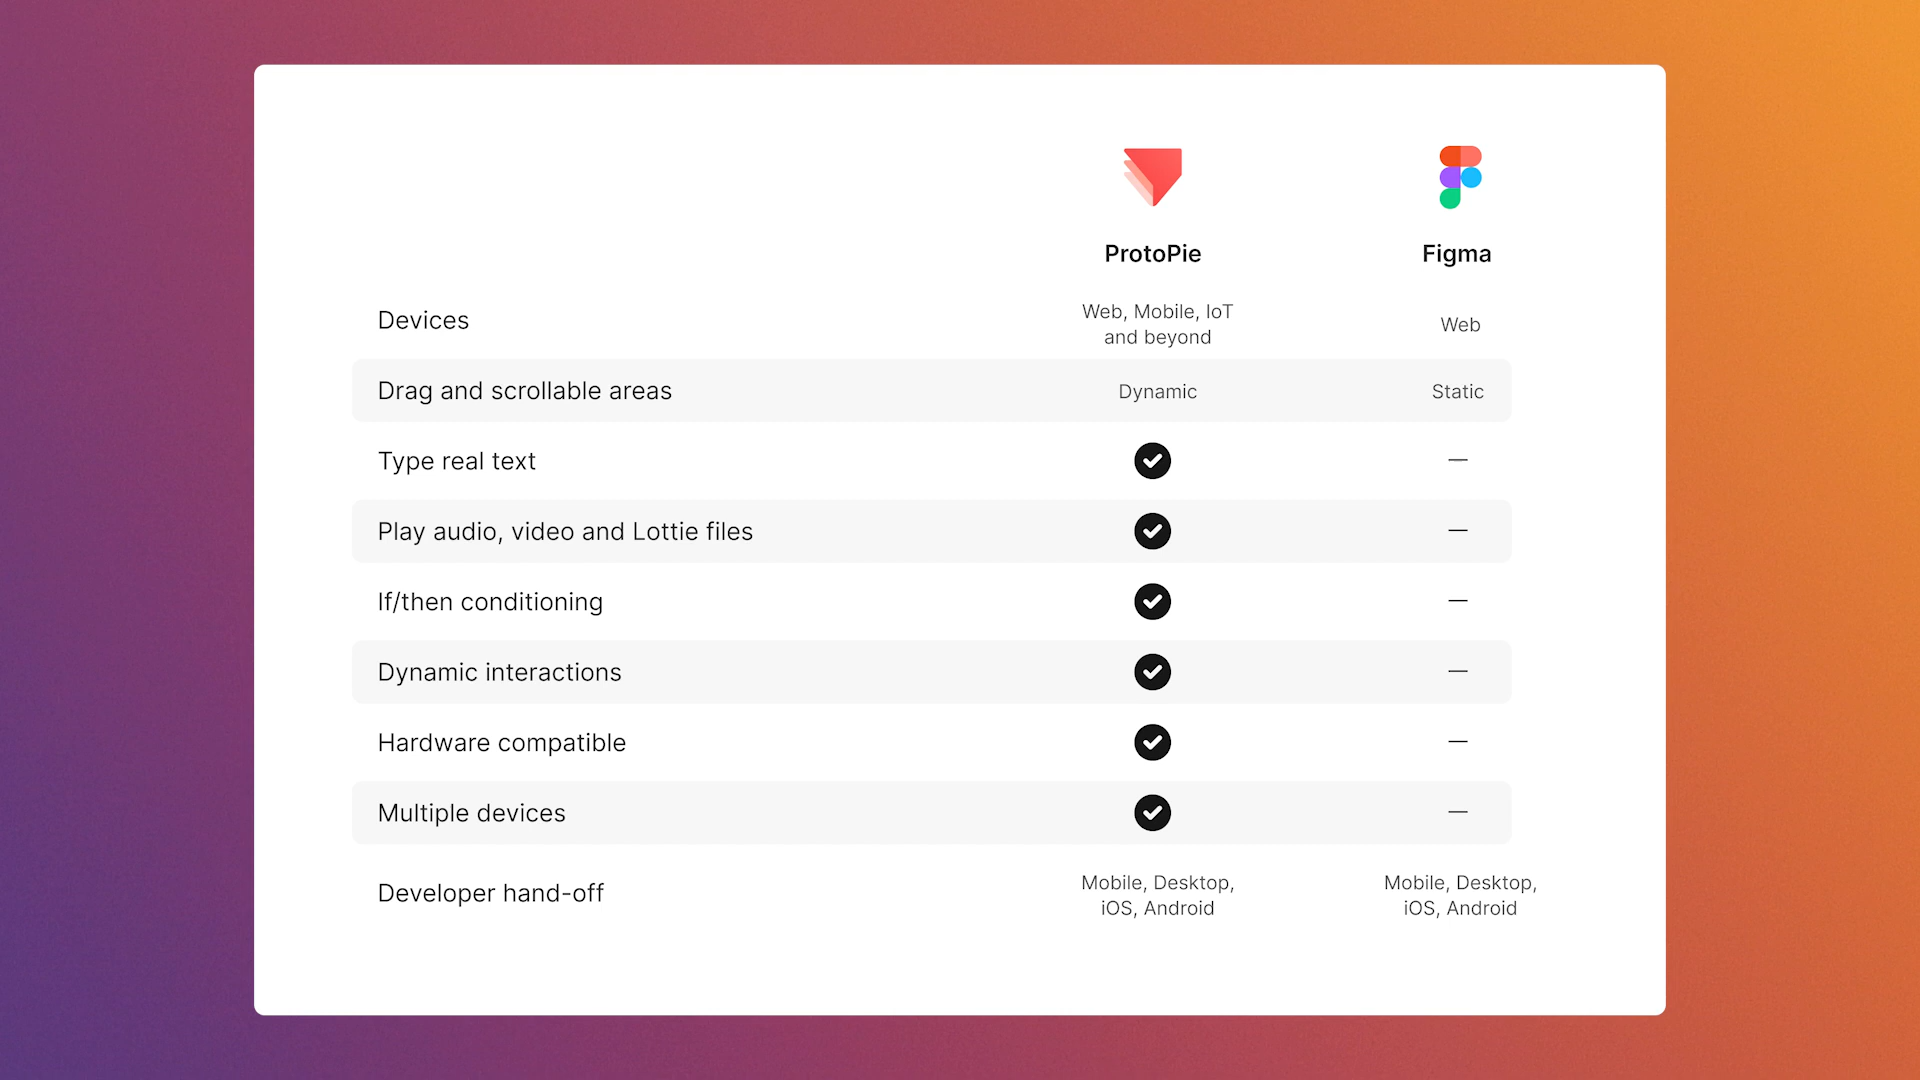 ProtoPie
Figma
Devices
Web, Mobile, IoT
and beyond
Web
Drag and scrollable areas
Dynamic
Static
Type real text
—
Play audio, video and Lottie files
—
If/then conditioning
—
Dynamic interactions
—
Hardware compatible
—
Multiple devices
—
Developer hand-off
Mobile, Desktop,
iOS, Android
Mobile, Desktop,
iOS, Android